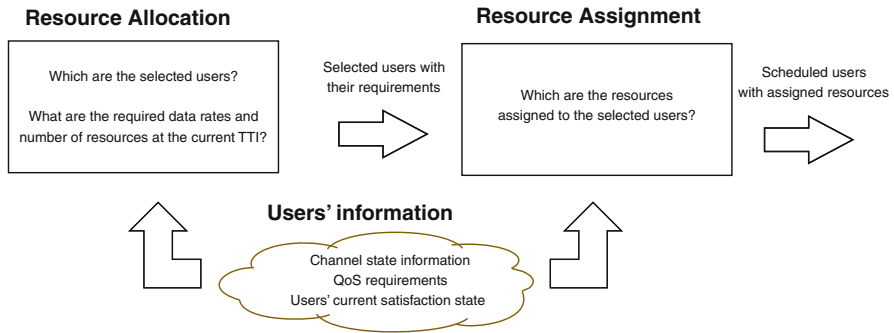 Resource Allocation
Which are the selected users?
What are the required data rates and
number of resources at the current TTI?
Selected users with
their requirements
Resource Assignment
Which are the resources
assigned to the selected users?
Scheduled users
with assigned resources
Users’ information
Channel state information
QoS requirements
Users’ current satisfaction state